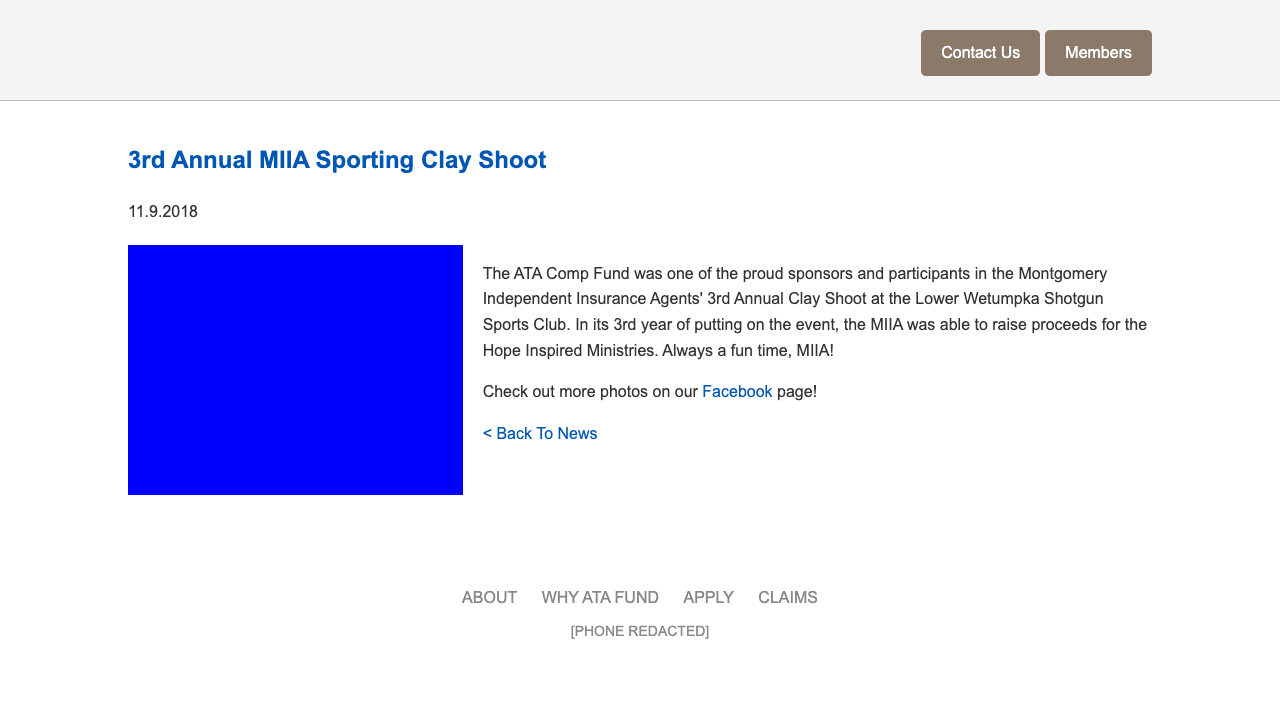 Contact Us Members
3rd Annual MIIA Sporting Clay Shoot
11.9.2018
The ATA Comp Fund was one of the proud sponsors and participants in the Montgomery
Independent Insurance Agents' 3rd Annual Clay Shoot at the Lower Wetumpka Shotgun
Sports Club. In its 3rd year of putting on the event, the MIIA was able to raise proceeds for the
Hope Inspired Ministries. Always a fun time, MIIA!
Check out more photos on our Facebook page!
< Back To News
ABOUT WHY ATA FUND APPLY CLAIMS
[PHONE REDACTED]